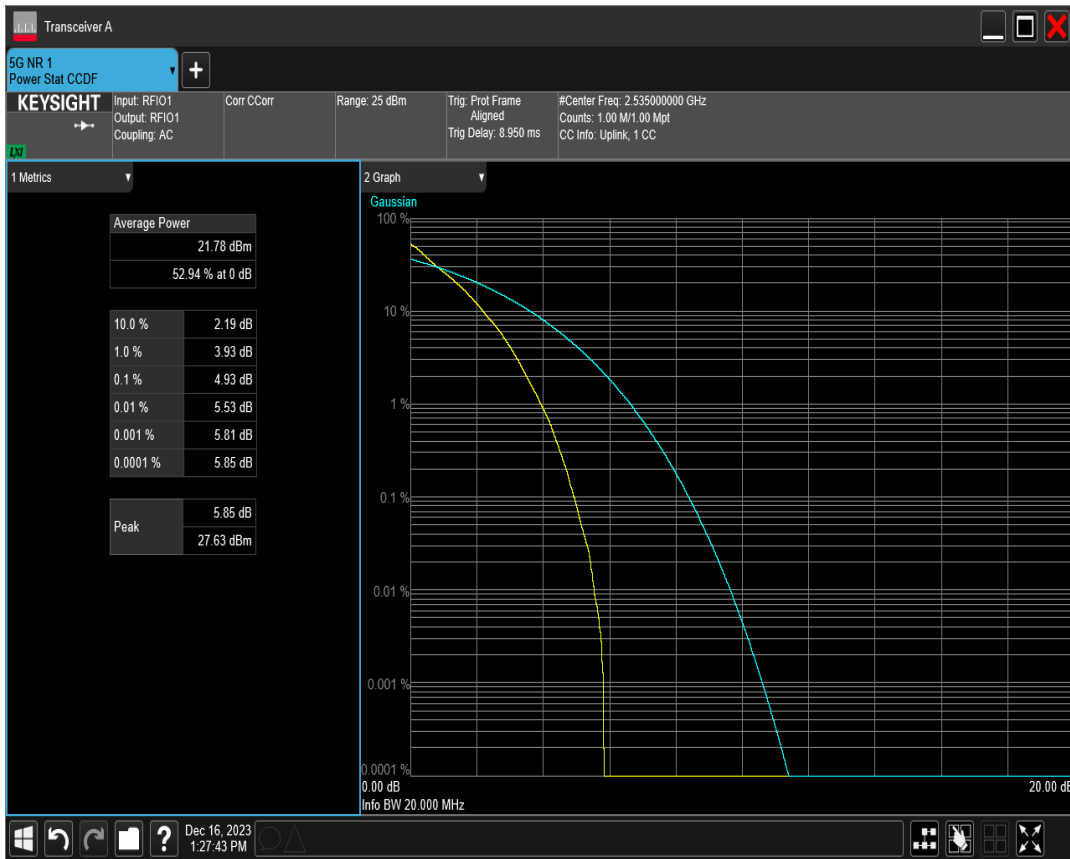 Transceiver A
5G NR 1
Power Stat CCDF
KEYSIGHT
LXI
Input: RFIO1
Output: RFIO1
Coupling: AC
Corr CCorr
Range: 25 dBm
Trig: Prot Frame
Aligned
Trig Delay: 8.950 ms
#Center Freq: 2.535000000 GHz
Counts: 1.00 M/1.00 Mpt
CC Info: Uplink, 1 CC
1 Metrics
Average Power
21.78 dBm
52.94 % at 0 dB
10.0 % 2.19 dB
1.0 % 3.93 dB
0.1 % 4.93 dB
0.01 % 5.53 dB
0.001 % 5.81 dB
0.0001 % 5.85 dB
Peak 5.85 dB
27.63 dBm
2 Graph
Gaussian
100 %
10 %
1 %
0.1 %
0.01 %
0.001 %
0.0001 %
0.00 dB 20.00 dB
Info BW 20.000 MHz
Dec 16, 2023
1:27:43 PM